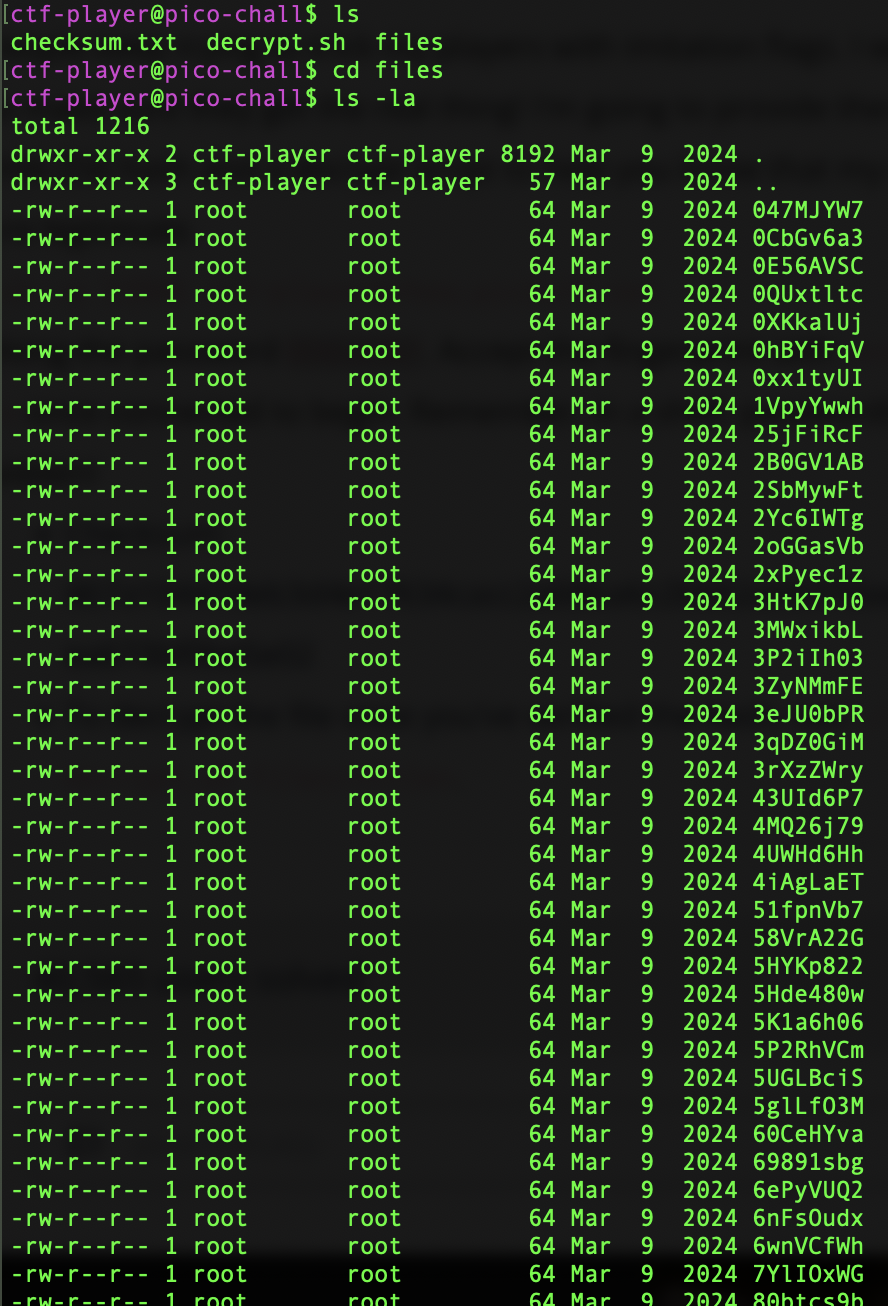 [ctf-player@pico-chall$ ls
checksum.txt  decrypt.sh  files
[ctf-player@pico-chall$ cd files
[ctf-player@pico-chall$ ls -la
total 1216
drwxr-xr-x 2 ctf-player ctf-player 8192 Mar  9  2024 .
drwxr-xr-x 3 ctf-player ctf-player   57 Mar  9  2024 ..
-rw-r--r-- 1 root       root         64 Mar  9  2024 047MJYW7
-rw-r--r-- 1 root       root         64 Mar  9  2024 0CbGv6a3
-rw-r--r-- 1 root       root         64 Mar  9  2024 0E56AVSC
-rw-r--r-- 1 root       root         64 Mar  9  2024 0QUxtltc
-rw-r--r-- 1 root       root         64 Mar  9  2024 0XKkalUj
-rw-r--r-- 1 root       root         64 Mar  9  2024 0hBYiFqV
-rw-r--r-- 1 root       root         64 Mar  9  2024 0xx1tyUI
-rw-r--r-- 1 root       root         64 Mar  9  2024 1VpyYwwh
-rw-r--r-- 1 root       root         64 Mar  9  2024 25jFiRcF
-rw-r--r-- 1 root       root         64 Mar  9  2024 2B0GV1AB
-rw-r--r-- 1 root       root         64 Mar  9  2024 2SbMywFt
-rw-r--r-- 1 root       root         64 Mar  9  2024 2Yc6IWTg
-rw-r--r-- 1 root       root         64 Mar  9  2024 2oGGasVb
-rw-r--r-- 1 root       root         64 Mar  9  2024 2xPyec1z
-rw-r--r-- 1 root       root         64 Mar  9  2024 3HtK7pJ0
-rw-r--r-- 1 root       root         64 Mar  9  2024 3MWxikbL
-rw-r--r-- 1 root       root         64 Mar  9  2024 3P2iIh03
-rw-r--r-- 1 root       root         64 Mar  9  2024 3ZyNMmFE
-rw-r--r-- 1 root       root         64 Mar  9  2024 3eJU0bPR
-rw-r--r-- 1 root       root         64 Mar  9  2024 3qDZ0GiM
-rw-r--r-- 1 root       root         64 Mar  9  2024 3rXzZWry
-rw-r--r-- 1 root       root         64 Mar  9  2024 43UId6P7
-rw-r--r-- 1 root       root         64 Mar  9  2024 4MQ26j79
-rw-r--r-- 1 root       root         64 Mar  9  2024 4UWHd6Hh
-rw-r--r-- 1 root       root         64 Mar  9  2024 4iAgLaET
-rw-r--r-- 1 root       root         64 Mar  9  2024 51fpnVb7
-rw-r--r-- 1 root       root         64 Mar  9  2024 58VrA22G
-rw-r--r-- 1 root       root         64 Mar  9  2024 5HYKp822
-rw-r--r-- 1 root       root         64 Mar  9  2024 5Hde480w
-rw-r--r-- 1 root       root         64 Mar  9  2024 5K1a6h06
-rw-r--r-- 1 root       root         64 Mar  9  2024 5P2RhVCm
-rw-r--r-- 1 root       root         64 Mar  9  2024 5UGLBciS
-rw-r--r-- 1 root       root         64 Mar  9  2024 5glLfO3M
-rw-r--r-- 1 root       root         64 Mar  9  2024 60CeHYva
-rw-r--r-- 1 root       root         64 Mar  9  2024 69891sbg
-rw-r--r-- 1 root       root         64 Mar  9  2024 6ePyVUQ2
-rw-r--r-- 1 root       root         64 Mar  9  2024 6nFsOudx
-rw-r--r-- 1 root       root         64 Mar  9  2024 6wnVCfWh
-rw-r--r-- 1 root       root         64 Mar  9  2024 7YlIOxWG
-rw-r--r-- 1 root       root         64 Mar  9  2024